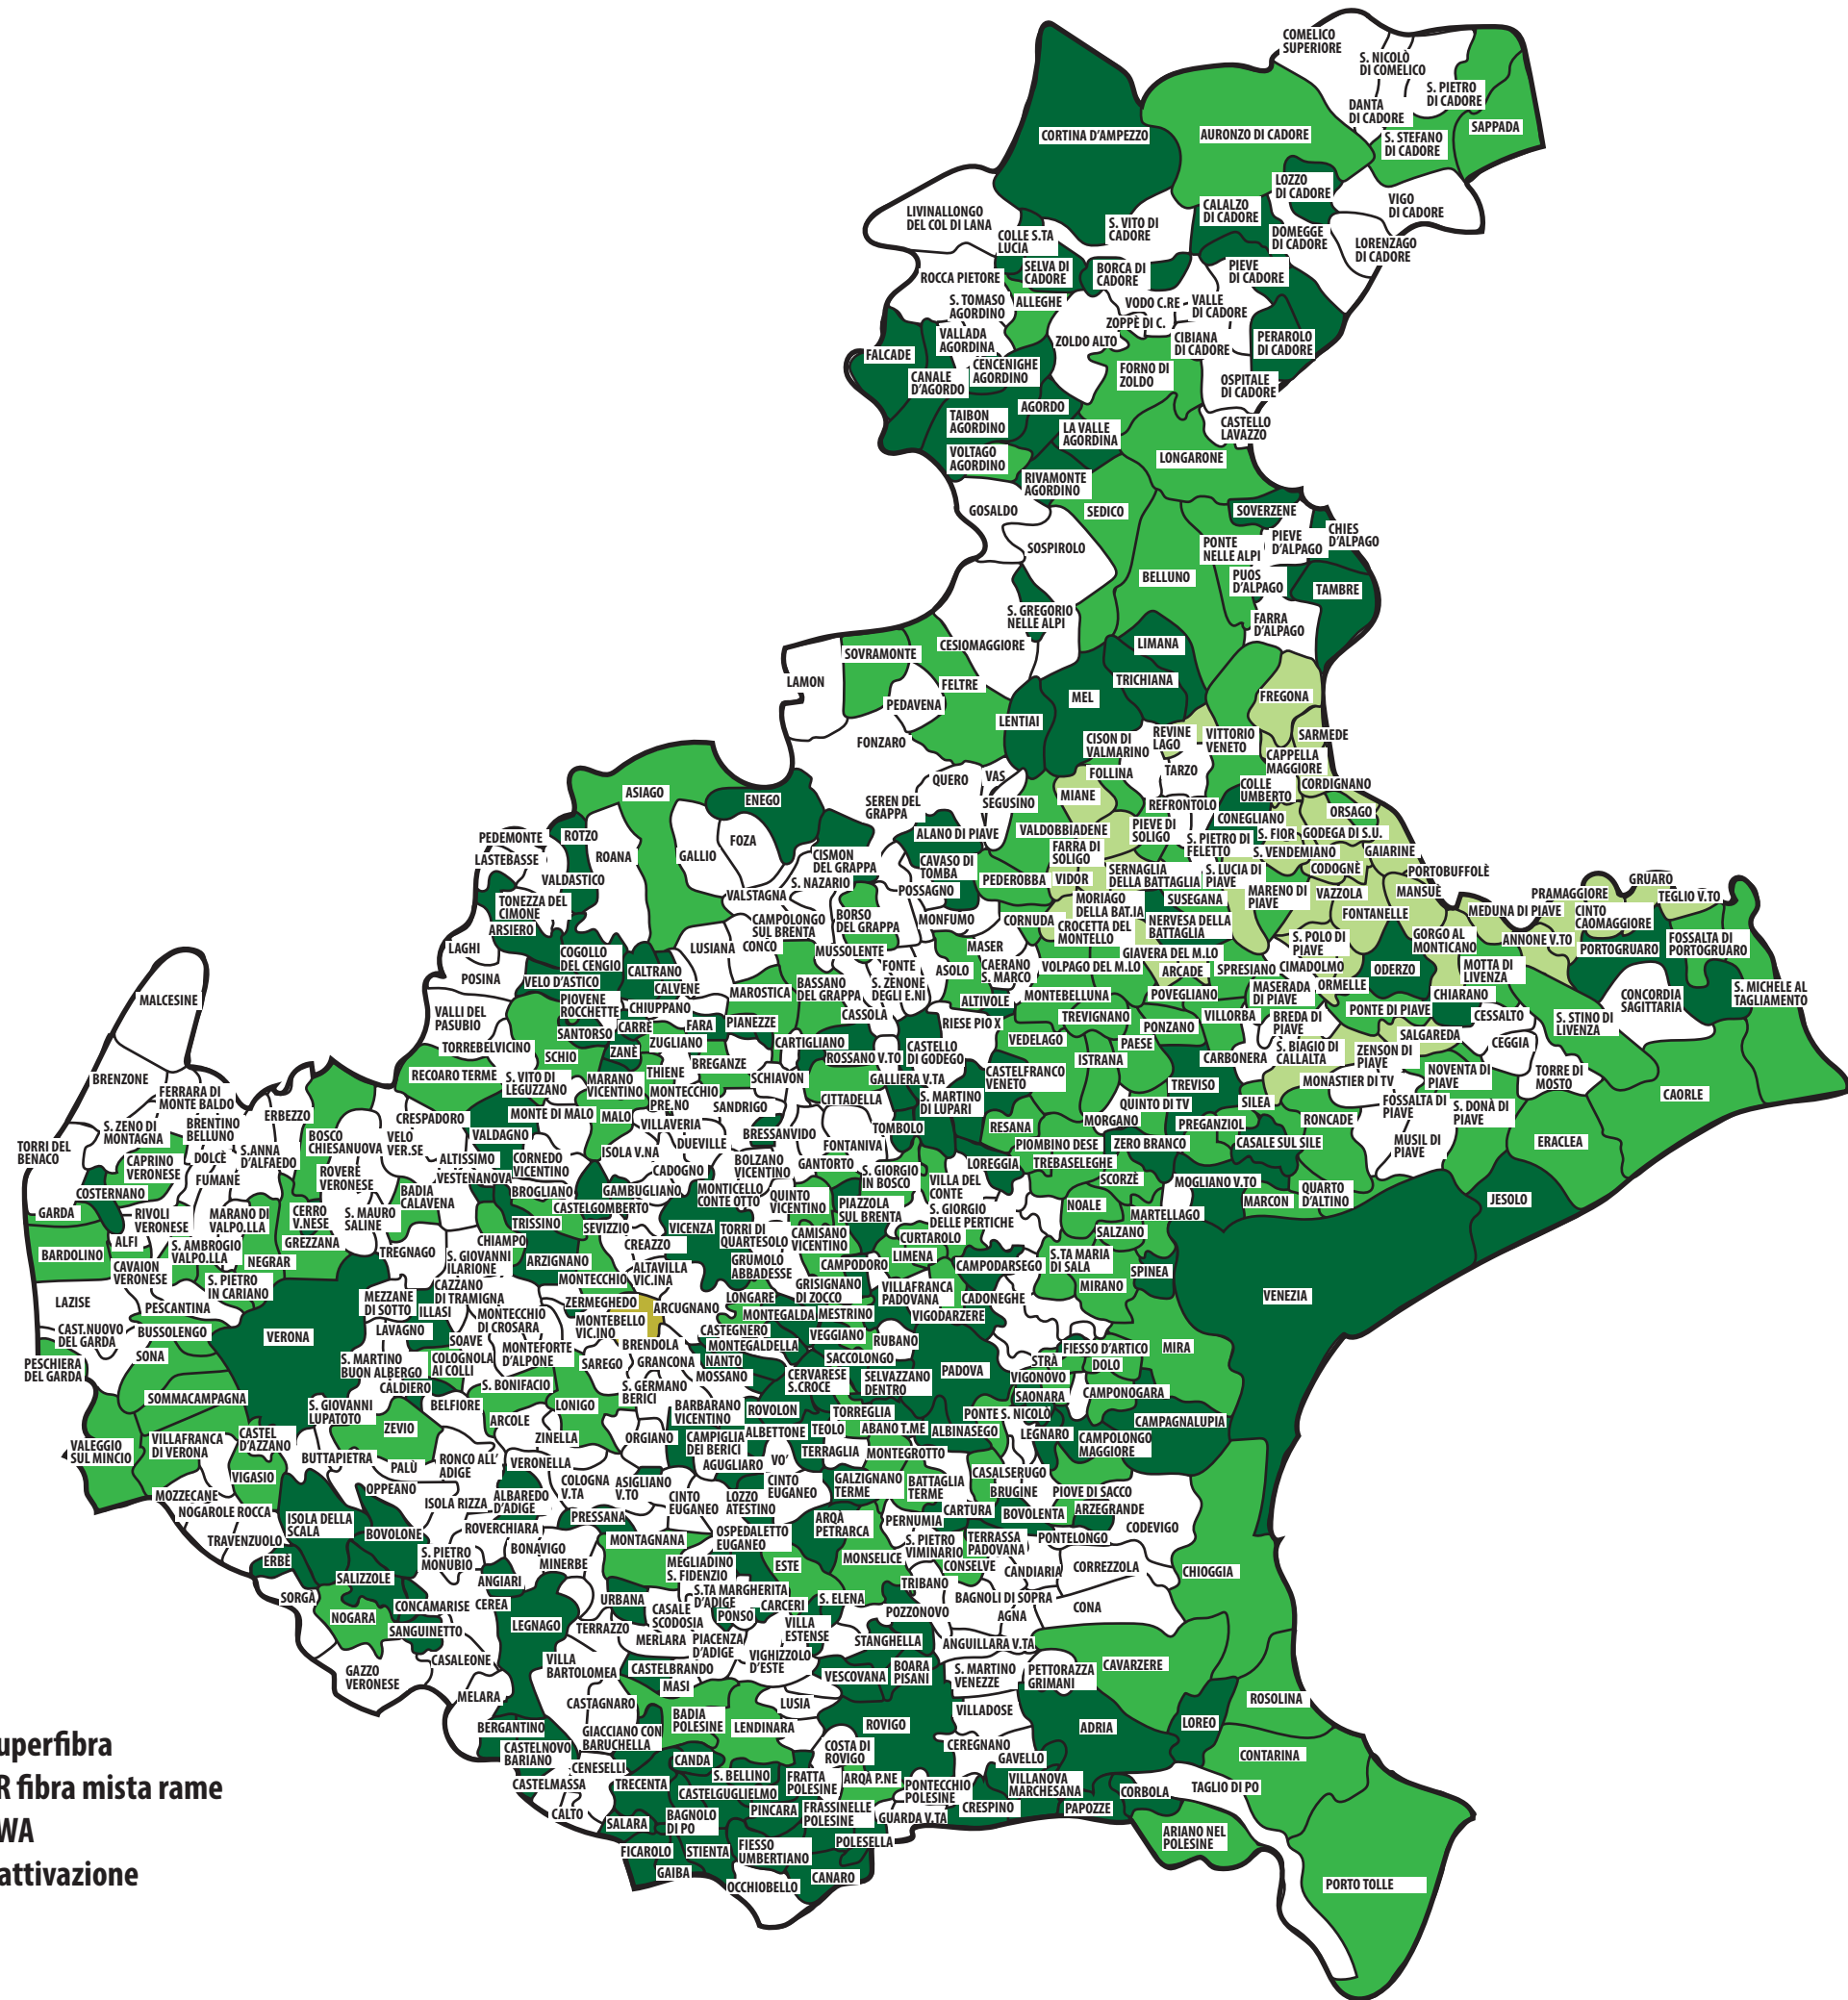 COMELICO
SUPERIORE
S. NICOLÒ
DI COMELICO
S. PIETRO
DI CADORE
DANTA
DI CADORE
SAPPADA
S. STEFANO
DI CADORE
CORTINA D'AMPEZZO
AURONZO DI CADORE
LOZZO
DI CADORE
VIGO
DI CADORE
LIVINALLONGO
DEL COL DI LANA
CALALZO
DI CADORE
S. VITO DI
CADORE
COLLE S.TA
LUCIA
DOMEGGE
DI CADORE
LORENZAGO
DI CADORE
ROCCA PIETORE
SELVA DI
CADORE
BORCA DI
CADORE
PIEVE
DI CADORE
S. TOMASO
AGORDINO
ALLEGHE
VODO C.RE
VALLE
DI CADORE
ZOPPÈ DI C.
VALLADA
AGORDINA
ZOLDO ALTO
CIBIANA
DI CADORE
PERAROLO
DI CADORE
FALCADE
CENCENIGHE
AGORDINO
CANALE
D'AGORDO
FORNO DI
ZOLDO
OSPITALE
DI CADORE
AGORDO
TAIBON
AGORDINO
LA VALLE
AGORDINA
CASTELLO
LAVAZZO
VOLTAGO
AGORDINO
LONGARONE
RIVAMONTE
AGORDINO
GOSALDO
SEDICO
SOVERZENE
CHIES
D'ALPAGO
PIEVE
D'ALPAGO
PONTE
NELLE ALPI
SOSPIROLO
BELLUNO
PUOS
D'ALPAGO
TAMBRE
S. GREGORIO
NELLE ALPI
FARRA
D'ALPAGO
CESIOMAGGIORE
LIMANA
SOVRAMONTE
LAMON
FELTRE
TRICHIANA
MEL
FREGONA
PEDAVENA
LENTIAI
FONZARO
CISON DI
VALMARINO
REVINE
LAGO
VITTORIO
VENETO
SARMEDE
CAPPELLA
MAGGIORE
FOLLINA
TARZO
QUERO
VAS
ASIAGO
ENEGO
SEREN DEL
GRAPPA
SEGUSINO
MIANE
COLLE
UMBERTO
CORDIGNANO
REFRONTOLO
ORSAGO
CONEGLIANO
PEDEMONTE
ROTZO
FOZA
ALANO DI PIAVE
VALDOBBIADENE
PIEVE DI
SOLIGO
S. PIETRO DI
FELETTO
S. FIOR
GODEGA DI S.U.
LASTEBASSE
ROANA
GALLIO
CISMON
DEL GRAPPA
CAVASO DI
TOMBA
FARRA DI
SOLIGO
S. VENDEMIANO
GAIARINE
VALDASTICO
S. NAZARIO
POSSAGNO
PEDEROBBA
VIDOR
SERNAGLIA
DELLA BATTAGLIA
S. LUCIA DI
PIAVE
CODOGNÈ
PORTOBUFFOLÈ
TONEZZA DEL
CIMONE
VALSTAGNA
MORIAGO
DELLA BAT.IA
SUSEGANA
MARENO DI
PIAVE
VAZZOLA
MANSUÈ
PRAMAGGIORE
GRUARO
TEGLIO V.TO
ARSIERO
CAMPOLONGO
SUL BRENTA
BORSO
DEL GRAPPA
MONFUMO
CORNUDA
CROCETTA DEL
MONTELLO
NERVESA DELLA
BATTAGLIA
FONTANELLE
MEDUNA DI PIAVE
CINTO
CAOMAGGIORE
LAGHI
COGOLLO
DEL CENGIO
LUSIANA
CONCO
MUSSOLENTE
MASER
GIAVERA DEL M.LO
S. POLO DI
PIAVE
GORGO AL
MONTICANO
ANNONE V.TO
PORTOGRUARO
FOSSALTA DI
PORTOGRUARO
POSINA
VELO D'ASTICO
CALTRANO
CALVENE
FONTE
ASOLO
CAERANO
S. MARCO
VOLPAGO DEL M.LO
ARCADE
SPRESIANO
CIMADOLMO
ODERZO
MOTTA DI
LIVENZA
MALCESINE
MAROSTICA
BASSANO
DEL GRAPPA
S. ZENONE
DEGLI E.NI
ALTIVOLE
MONTEBELLUNA
POVEGLIANO
MASERADA
DI PIAVE
ORMELLE
CHIARANO
CONCORDIA
SAGITTARIA
S. MICHELE AL
TAGLIAMENTO
VALLI DEL
PASUBIO
PIOVENE
ROCCHETTE
CHIUPPANO
CASSOLA
RIESE PIO X
TREVIGNANO
PONZANO
VILLORBA
BREDA DI
PIAVE
PONTE DI PIAVE
CESSALTO
S. STINO DI
LIVENZA
SANTORSO
CARRÈ
FARA
PIANEZZE
TORREBELVICINO
SCHIO
ZANÈ
ZUGLIANO
CARTIGLIANO
ROSSANO V.TO
CASTELLO
DI GODEGO
VEDELAGO
ISTRANA
PAESE
CARBONERA
S. BIAGIO DI
CALLALTA
SALGAREDA
ZENSON DI
PIAVE
CEGGIA
RECOARO TERME
S. VITO DI
LEGUZZANO
MARANO
VICENTINO
THIENE
BREGANZE
SCHIAVON
GALLIERA V.TA
CASTELFRANCO
VENETO
TREVISO
MONASTIER DI TV
NOVENTA DI
PIAVE
TORRE DI
MOSTO
BRENZONE
FERRARA DI
MONTE BALDO
ERBEZZO
CRESPADORO
MONTE DI MALO
MALO
MONTECCHIO
PRE.NO
SANDRIGO
CITTADELLA
S. MARTINO
DI LUPARI
QUINTO DI TV
SILEA
FOSSALTA DI
PIAVE
S. DONÀ DI
PIAVE
CAORLE
S. ZENO DI
MONTAGNA
BRENTINO
BELLUNO
BOSCO
CHIESANUOVA
VELO
VER.SE
VALDAGNO
VILLAVERIA
DUEVILLE
BRESSANVIDO
TOMBOLO
RESANA
MORGANO
PREGANZIOL
RONCADE
TORRI DEL
BENACO
DOLCÈ
S.ANNA
D'ALFAEDO
ALTISSIMO
CORNEDO
VICENTINO
ISOLA V.NA
FONTANIVA
PIOMBINO DESE
ZERO BRANCO
CASALE SUL SILE
MUSIL DI
PIAVE
ERACLEA
CAPRINO
VERONESE
FUMANE
ROVERÈ
VERONESE
VESTENANOVA
CADOGNO
BOLZANO
VICENTINO
GANTORTO
S. GIORGIO
IN BOSCO
LOREGGIA
TREBASELEGHE
COSTERNANO
BADIA
CALAVENA
BROGLIANO
GAMBUGLIANO
MONTICELLO
CONTE OTTO
QUINTO
VICENTINO
VILLA DEL
CONTE
SCORZÈ
MOGLIANO V.TO
MARCON
QUARTO
D'ALTINO
JESOLO
GARDA
RIVOLI
VERONESE
MARANO DI
VALPO.LLA
CERRO
V.NESE
S. MAURO
SALINE
CASTELGOMBERTO
PIAZZOLA
SUL BRENTA
S. GIORGIO
DELLE PERTICHE
NOALE
MARTELLAGO
ALFI
TRISSINO
SEVIZZIO
VICENZA
TORRI DI
QUARTESOLO
CAMISANO
VICENTINO
CURTAROLO
SALZANO
BARDOLINO
S. AMBROGIO
VALPO.LLA
GREZZANA
TREGNAGO
CHIAMPO
CREAZZO
LIMENA
S.TA MARIA
DI SALA
CAVAION
VERONESE
NEGRAR
S. GIOVANNI
ILARIONE
ARZIGNANO
ALTAVILLA
VIC.INA
GRUMOLO
ABBADESSE
CAMPODORO
CAMPODARSEGO
SPINEA
S. PIETRO
IN CARIANO
CAZZANO
DI TRAMIGNA
MONTECCHIO
GRISIGNANO
DI ZOCCO
VILLAFRANCA
PADOVANA
MIRANO
VENEZIA
LAZISE
PESCANTINA
MEZZANE
DI SOTTO
ILLASI
MONTECCHIO
DI CROSARA
ZERMEGHEDO
ARCUGNANO
LONGARE
CADONEGHE
MONTEBELLO
VIC.INO
MONTEGALDA
MESTRINO
VIGODARZERE
CAST.NUOVO
DEL GARDA
BUSSOLENGO
VERONA
LAVAGNO
SOAVE
CASTEGNERO
VEGGIANO
RUBANO
SONA
MONTEFORTE
D'ALPONE
BRENDOLA
MONTEGALDELLA
FIESSO D'ARTICO
MIRA
PESCHIERA
DEL GARDA
S. MARTINO
BUON ALBERGO
COLOGNOLA
AI COLLI
SAREGO
GRANCONA
NANTO
SACCOLONGO
PADOVA
STRÀ
DOLO
CALDIERO
S. BONIFACIO
MOSSANO
CERVARESE
S.CROCE
SELVAZZANO
DENTRO
VIGONOVO
SOMMACAMPAGNA
S. GERMANO
BERICI
SAONARA
CAMPONOGARA
S. GIOVANNI
LUPATOTO
BELFIORE
LONIGO
BARBARANO
VICENTINO
ROVOLON
TORREGLIA
PONTE S. NICOLÒ
ARCOLE
CAMPAGNALUPIA
VILLAFRANCA
DI VERONA
CASTEL
D'AZZANO
ZEVIO
ZINELLA
ORGIANO
CAMPIGLIA
DEI BERICI
ALBETTONE
TEOLÒ
ABANO T.ME
ALBINASEGO
LEGNARO
CAMPOLONGO
MAGGIORE
VALEGGIO
SUL MINCIO
BUTTAPIETRA
RONCO ALL'
ADIGE
VERONELLA
AGUGLIARO
VO'
TERRAGLIA
MONTEGROTTO
PALÙ
VIGASIO
COLOGNA
V.TA
ASIGLIANO
V.TO
CINTO
EUGANEO
GALZIGNANO
TERME
BATTAGLIA
TERME
CASALSERUGO
MOZZECANE
OPPEANO
ALBAREDO
D'ADIGE
CINTO
EUGANEO
LOZZO
ATESTINO
BRUGINE
PIOVE DI SACCO
NOGAROLE ROCCA
ISOLA RIZZA
CARTURA
BOVOLENTA
ARZEGRANDE
ISOLA DELLA
SCALA
PRESSANA
ARQÀ
PETRARCA
PERNUMIA
CODEVIGO
TRAVENZUOLO
BOVOLONE
ROVERCHIARA
MONTAGNANA
OSPEDALETTO
EUGANEO
S. PIETRO
VIMINARIO
TERRASSA
PADOVANA
PONTELONGO
ERBÈ
S. PIETRO
MONUBIO
BONAVIGO
MINERBE
MEGLIADINO
S. FIDENZIO
ESTE
MONSELICE
CONSELVE
CANDIARIA
CORREZZOLA
CHIOGGIA
SALIZZOLE
ANGIARI
S.TA MARGHERITA
D'ADIGE
TRIBANO
SORGÀ
CONCAMARISE
CEREA
URBANA
CASALE
SCODOSIA
PONSO
CARCERI
S. ELENA
BAGNOLI DI SOPRA
NOGARA
POZZONOVO
AGNA
CONA
SANGUINETTO
LEGNAGO
TERRAZZO
MERLARA
PIACENZA
D'ADIGE
VILLA
ESTENSE
STANGHELLA
ANGUILLARA V.TA
CASALEONE
VILLA
BARTOLOMEA
VIGHIZZOLO
D'ESTE
GAZZO
VERONESE
CASTELBRANDO
VESCOVANA
BOARA
PISANI
S. MARTINO
VENEZZE
PETTORAZZA
GRIMANI
CAVARZERE
MASI
MELARA
CASTAGNARO
LUSIA
VILLADOSE
ROSOLINA
BERGANTINO
GIACCIANO CON
BARUCHELLA
BADIA
POLESINE
LENDINARA
ROVIGO
ADRIA
LOREO
CASTELNOVO
BARIANO
COSTA DI
ROVIGO
CEREGNANO
CONTARINA
CENESELLI
CANDA
GAVELLO
CASTELMASSA
TRECENTA
S. BELLINO
FRATTA
POLESINE
ARQÀ P.NE
PONTECCHIO
POLESINE
VILLANOVA
MARCHESANA
CORBOLA
TAGLIO DI PO
CASTELGUGLIELMO
CALTO
SALARA
BAGNOLO
DI PO
PINCARA
FRASSINELLE
POLESINE
GUARDA V.TA
CRESPINO
PAPOZZE
ARIANO NEL
POLESINE
FICAROLO
STIENTA
FIESSO
UMBERTIANO
POLESELLA
GAIBA
OCCHIOBELLO
CANARO
PORTO TOLLE
uperfibra
R fibra mista rame
WA
attivazione